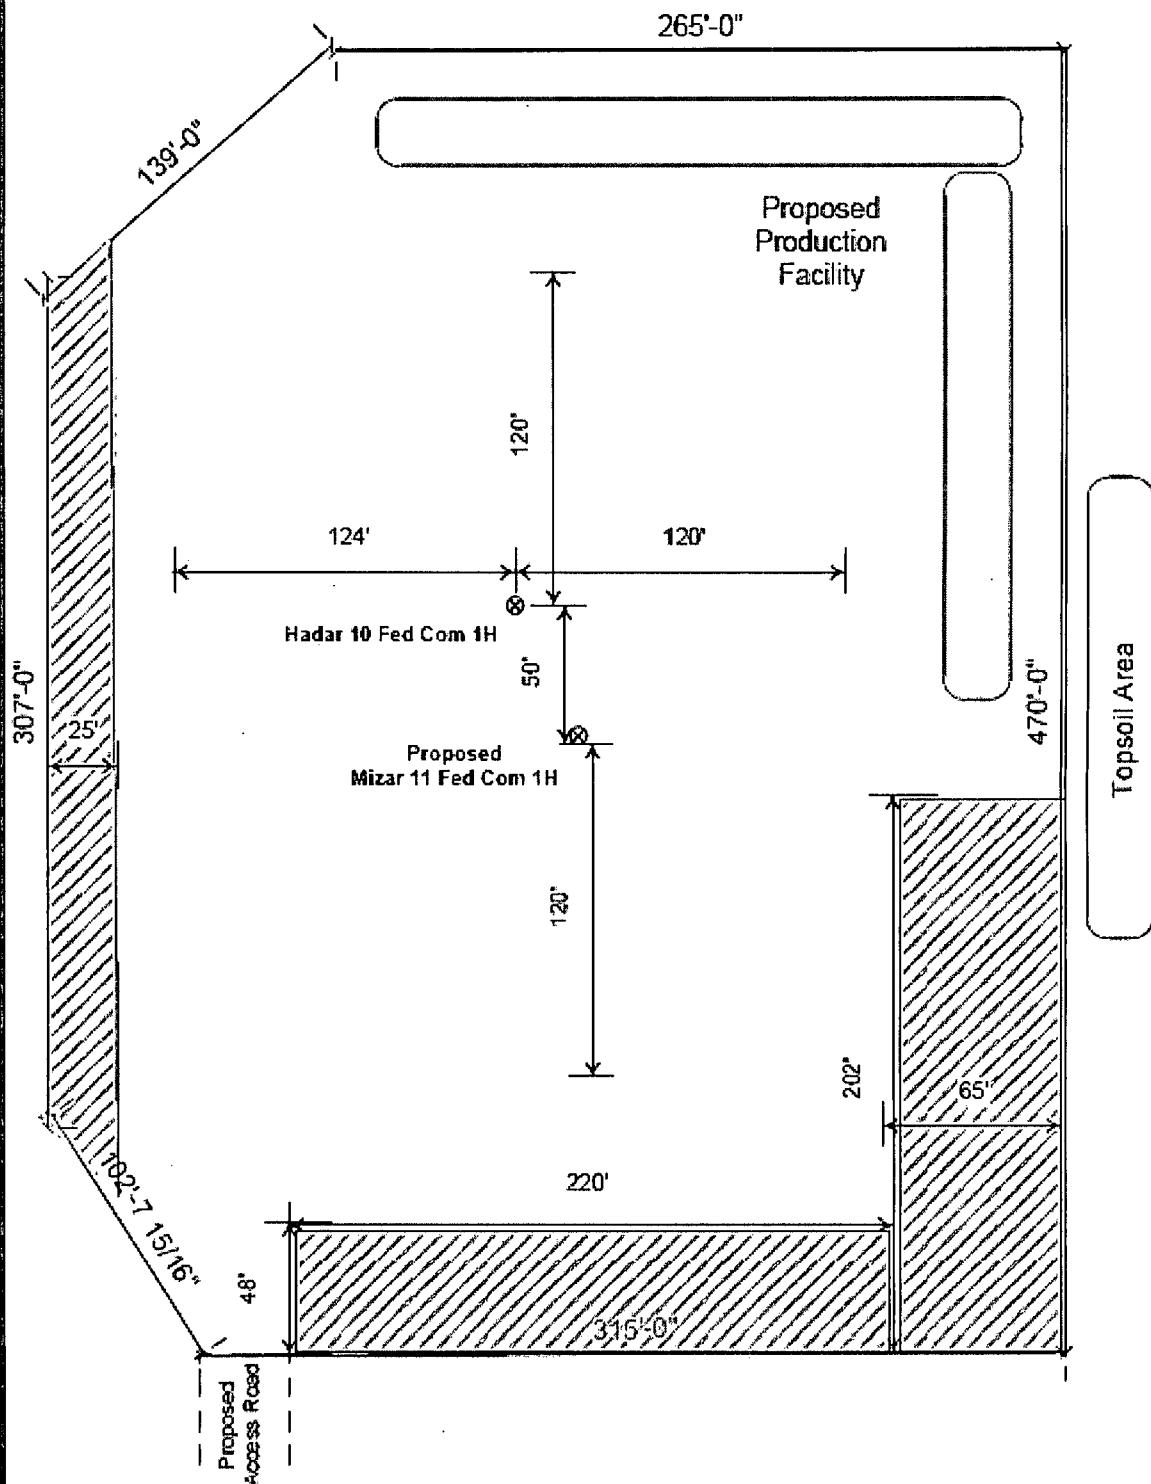 265'-0"
139'-0"
Proposed
Production
Facility
120'
124'
120'
Hadar 10 Fed Com 1H
50'
307'-0"
25'
470'-0"
Topsoil Area
Proposed
Mizar 11 Fed Com 1H
120'
202'
65'
220'
102'-7 15/16"
48'
315'-0"
Proposed
Access Road